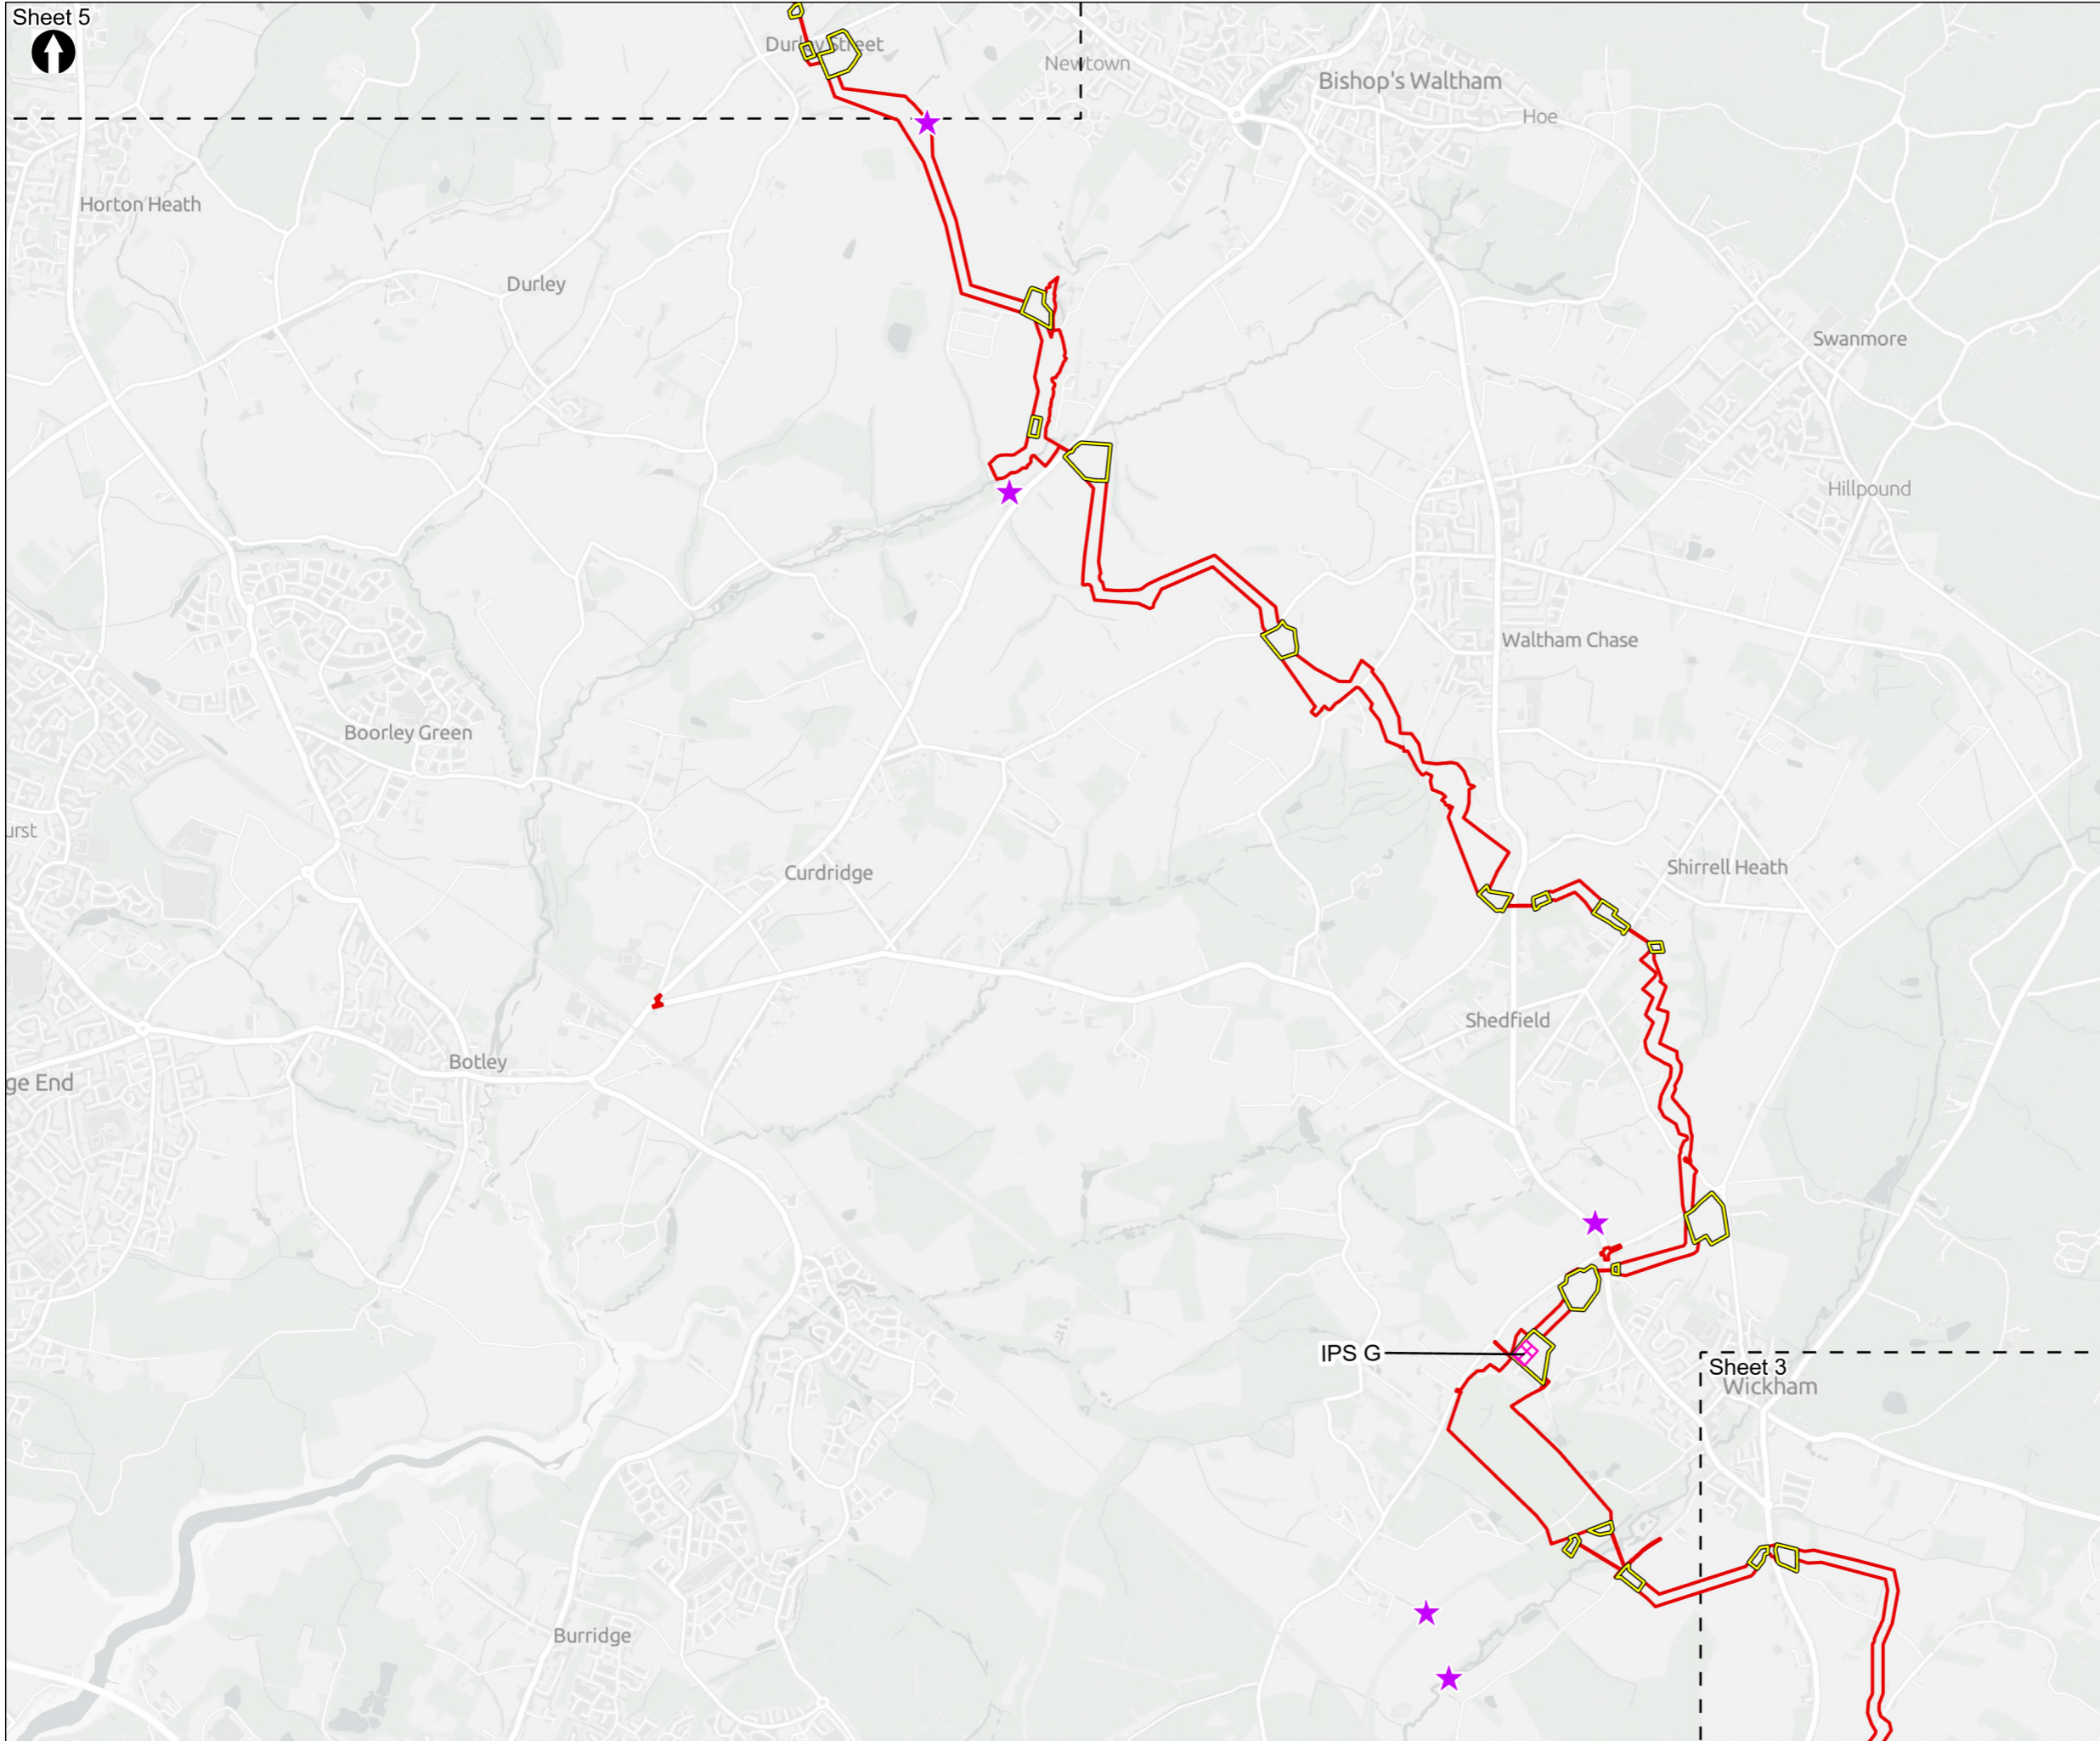 Sheet 5
Durley Street
Newtown
Bishop's Waltham
Hoe
Horton Heath
Durley
Swanmore
Hillpound
Waltham Chase
Boorley Green
urst
Curdridge
Shirrell Heath
Shedfield
Botley
ge End
IPS G
Sheet 3
Wickham
Burridge